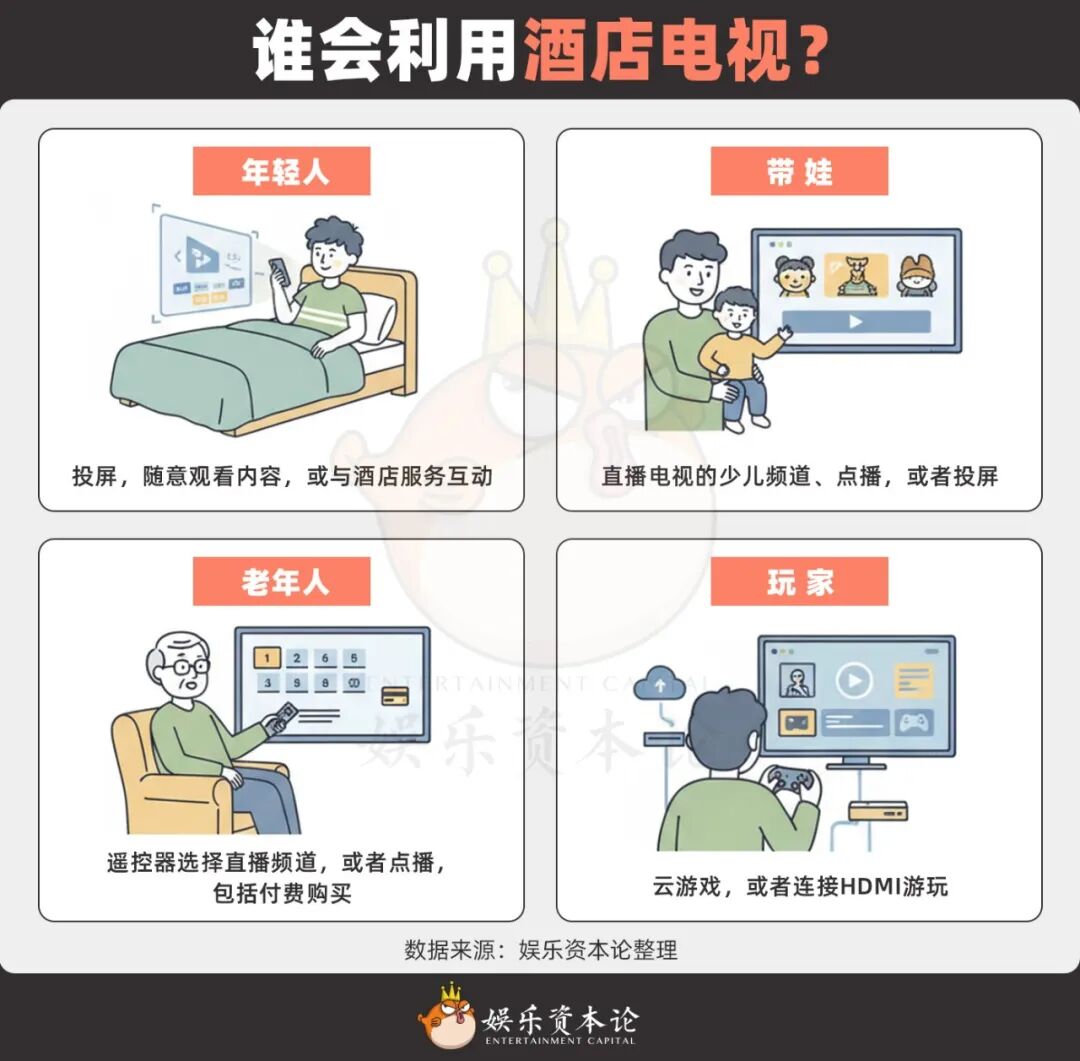 谁会利用酒店电视？
年轻人
投屏，随意观看内容，或与酒店服务互动
带娃
直播电视的少儿频道、点播，或者投屏
老年人
1 2 6 5
3 9 8
遥控器选择直播频道，或者点播，
包括付费购买
玩家
云游戏，或者连接HDMI游玩
ENTERTAINMENT CAPITAL
娱乐资本论
数据来源：娱乐资本论整理
娱乐资本论
ENTERTAINMENT CAPITAL